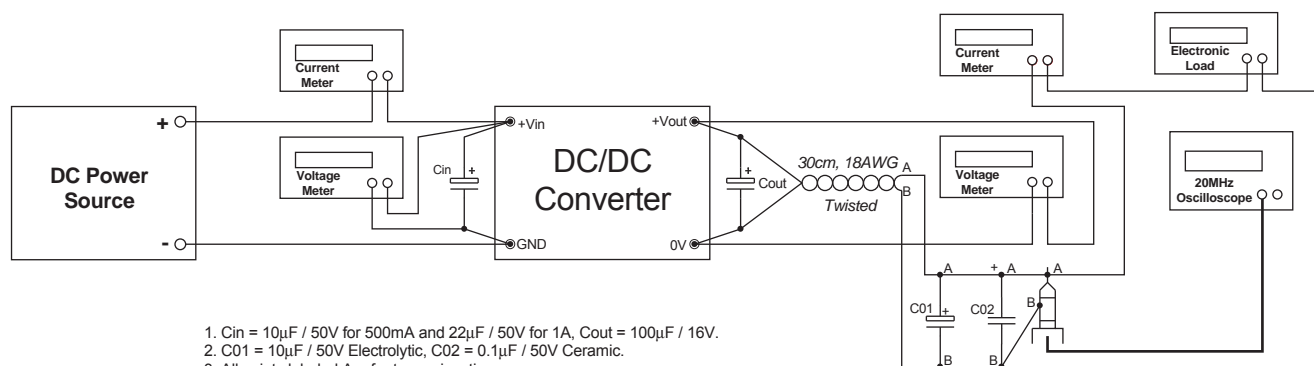 Current
Meter
Current
Meter
Electronic
Load
+
DC Power
Source
-
Voltage
Meter
+Vin
Cin
+
GND
DC/DC
Converter
+Vout
0V
+
Cout
30cm, 18AWG
Twisted
A
B
Voltage
Meter
20MHz
Oscilloscope
A
+ A
A
C01
+
C02
B
B
B
1. Cin = 10μF / 50V for 500mA and 22μF / 50V for 1A, Cout = 100μF / 16V.
2. C01 = 10μF / 50V Electrolytic, C02 = 0.1μF / 50V Ceramic.